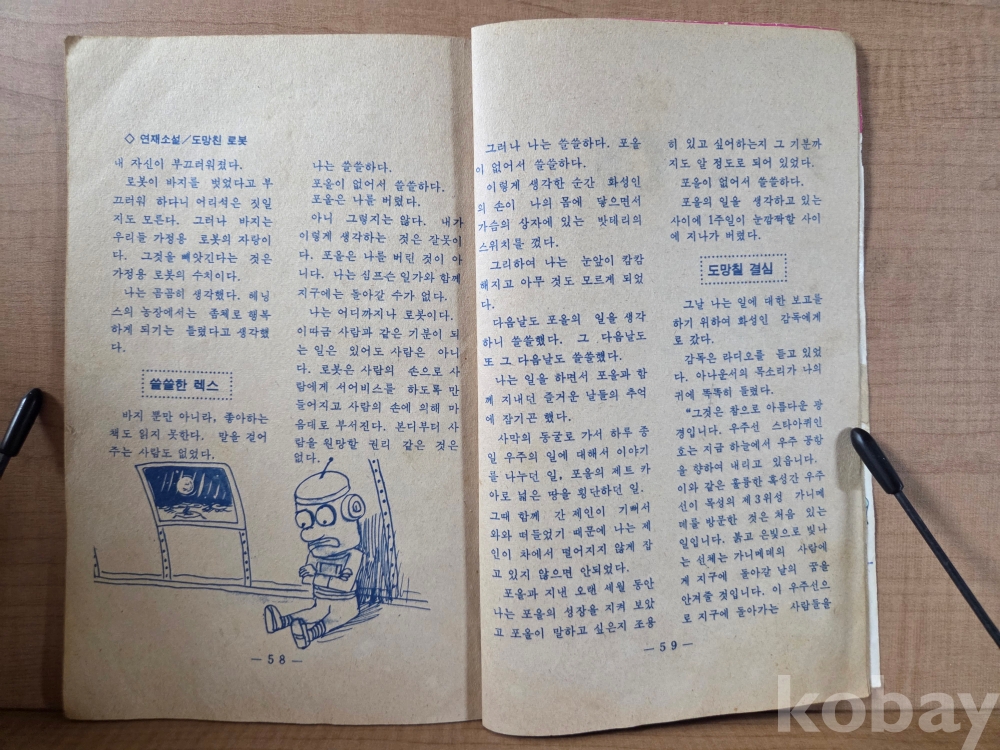 ◇ 연재소설/도망친 로봇
내 자신이 부끄러워졌다.
로봇이 바지를 벗었다고 부
끄러워 하다니 어리석은 짓일
지도 모른다. 그러나 바지는
우리들 가정용 로봇의 자랑이
다. 그것을 빼앗긴다는 것은
가정용 로봇의 수치이다.
나는 곰곰히 생각했다. 헤닝
스의 농장에서는 좀체로 행복
하게 되기는 틀렸다고 생각했
다.
쓸쓸한 렉스
바지 뿐만 아니라, 좋아하는
책도 읽지 못한다. 말을 걸어
주는 사람도 없었다.
나는 쓸쓸하다.
포올이 없어서 쓸쓸하다.
포올은 나를 버렸다.
아니 그렇지는 않다. 내가
이렇게 생각하는 것은 잘못이
다. 포올은 나를 버린 것이 아
니다. 나는 심프슨 일가와 함께
지구에는 돌아갈 수가 없다.
나는 어디까지나 로봇이다.
이따금 사람과 같은 기분이 되
는 일은 있어도 사람은 아니
다. 로봇은 사람의 손으로 사
람에게 서어비스를 하도록 만
들어지고 사람의 손에 의해 마
음대로 부서진다. 본디부터 사
람을 원망할 권리 같은 것은
없다.
— 58 —
그러나 나는 쓸쓸하다. 포올
이 없어서 쓸쓸하다.
이렇게 생각한 순간 화성인
의 손이 나의 몸에 닿으면서
가슴의 상자에 있는 밧테리의
스위치를 껐다.
그리하여 나는 눈앞이 캄캄
해지고 아무 것도 모르게 되었
다.
다음날도 포올의 일을 생각
하니 쓸쓸했다. 그 다음날도
또 그 다음날도 쓸쓸했다.
나는 일을 하면서 포올과 함
께 지내던 즐거운 날들의 추억
에 잠기곤 했다.
사막의 동굴로 가서 하루 종
일 우주의 일에 대해서 이야기
를 나누던 일, 포올의 제트 카
아로 넓은 땅을 횡단하던 일.
그때 함께 간 제인이 기뻐서
와와 떠들었기 때문에 나는 제
인이 차에서 떨어지지 않게 잡
고 있지 않으면 안되었다.
포올과 지낸 오랜 세월 동안
나는 포올의 성장을 지켜 보았
고 포올이 말하고 싶은지 조용
— 59 —
히 있고 싶어하는지 그 기분까
지도 알 정도로 되어 있었다.
포올이 없어서 쓸쓸하다.
포올의 일을 생각하고 있는
사이에 1주일이 눈깜짝할 사이
에 지나가 버렸다.
도망칠 결심
그날 나는 일에 대한 보고를
하기 위하여 화성인 감독에게
로 갔다.
감독은 라디오를 듣고 있었
다. 아나운서의 목소리가 나의
귀에 똑똑히 들렸다.
“그것은 참으로 아름다운 광
경입니다. 우주선 스타아퀴인
호는 지금 하늘에서 우주 공항
을 향하여 내리고 있읍니다.
이와 같은 훌륭한 혹성간 우주
선이 목성의 제3위성 가니메
데를 방문한 것은 처음 있는
일입니다. 붉고 은빛으로 빛나
는 선체는 가니메데의 사람에
게 지구에 돌아갈 날의 꿈을
안겨줄 것입니다. 이 우주선으
로 지구에 돌아가는 사람들을
kobay